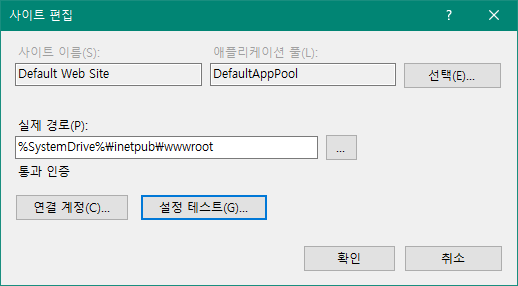 사이트 편집
사이트 이름(S):
애플리케이션 풀(L):
Default Web Site
DefaultAppPool
선택(E)...
실제 경로(P):
%SystemDrive%₩inetpub₩wwwroot
...
통과 인증
연결 계정(C)...
설정 테스트(G)...
확인
취소